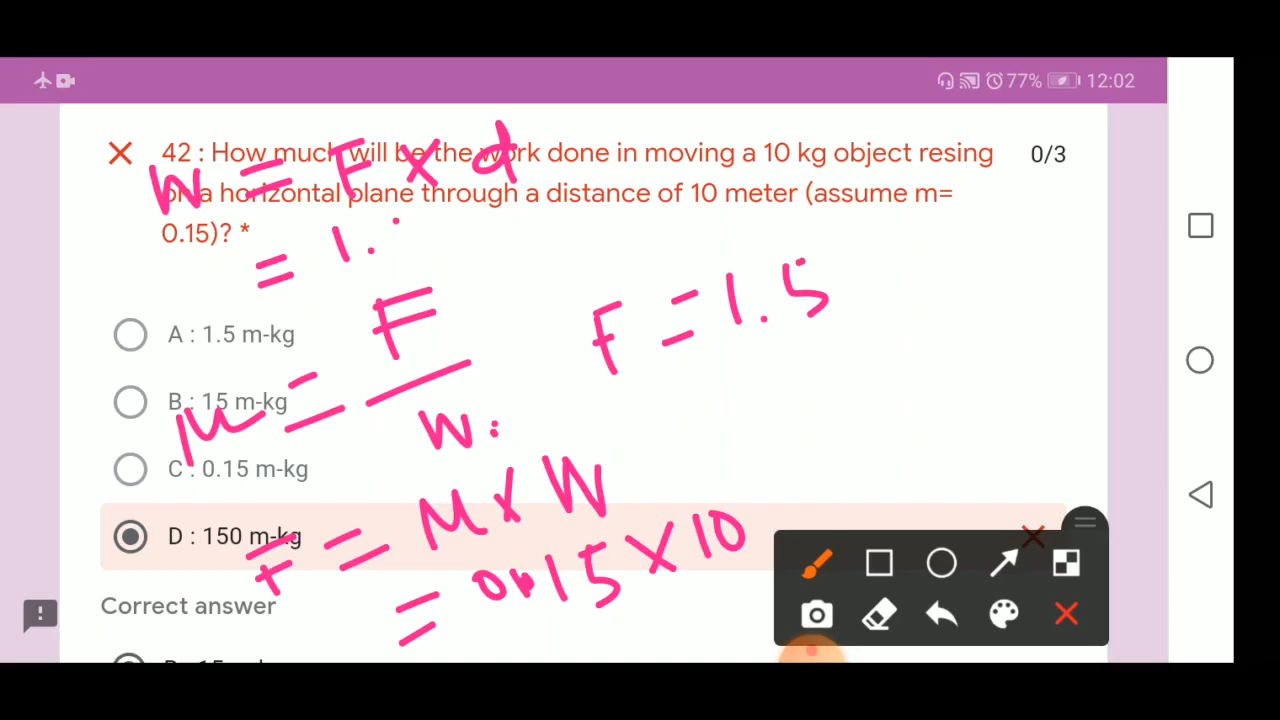 77% 12:02
42 : How much will be the work done in moving a 10 kg object resing 0/3
on a horizontal plane through a distance of 10 meter (assume m=
0.15)? *
W = F × d
= 1.
A : 1.5 m-kg
F = 1.5
B : 15 m-kg
μ = F
W
C : 0.15 m-kg
D : 150 m-kg
F = μ × W
= 0.15 × 10
Correct answer